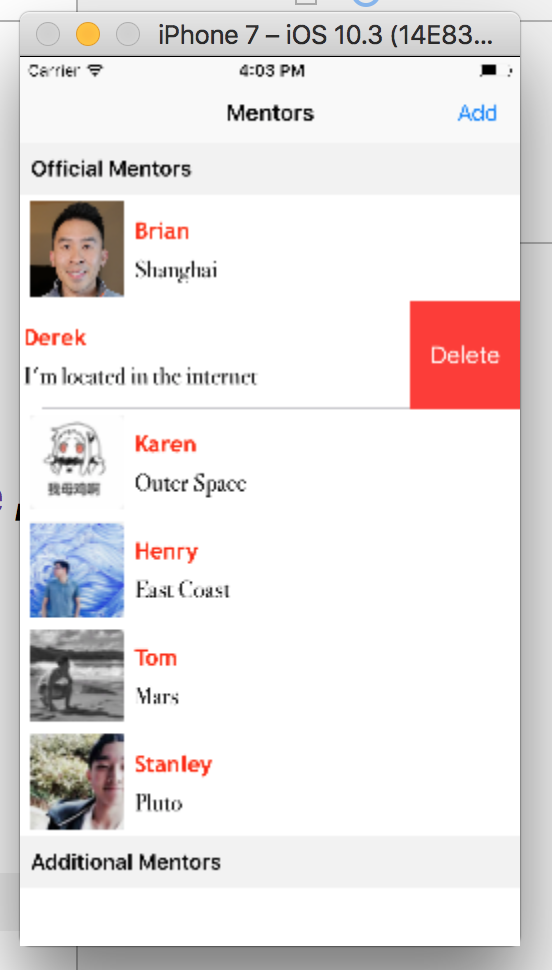 iPhone 7 – iOS 10.3 (14E83...
Carrier
4:03 PM
Mentors
Add
Official Mentors
Brian
Shanghai
Derek
I'm located in the internet
Delete
Karen
我母鸡啊
Outer Space
Henry
East Coast
Tom
Mars
Stanley
Pluto
Additional Mentors